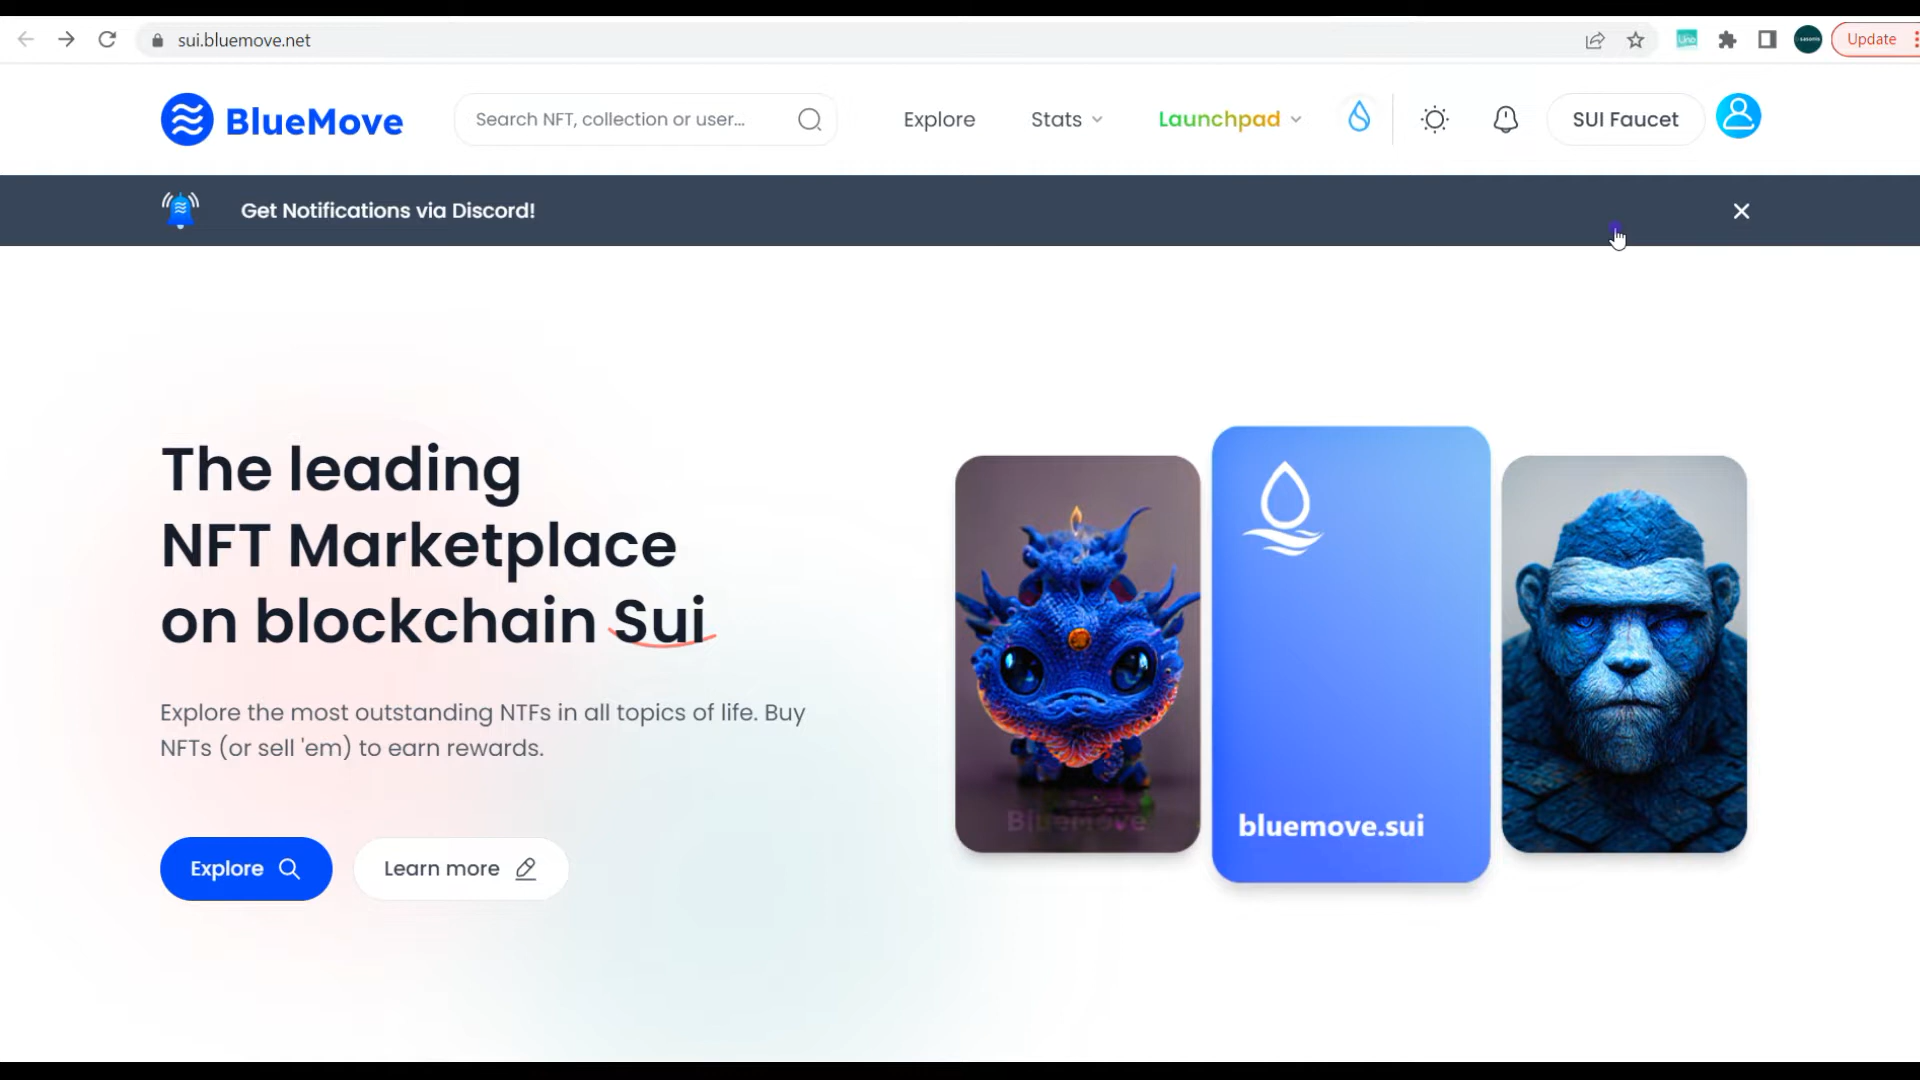 sui.bluemove.net
Update
BlueMove
Search NFT, collection or user...
Explore
Stats
Launchpad
SUI Faucet
Get Notifications via Discord!
The leading
NFT Marketplace
on blockchain Sui
Explore the most outstanding NTFs in all topics of life. Buy
NFTs (or sell 'em) to earn rewards.
Explore
Learn more
BlueMove
bluemove.sui